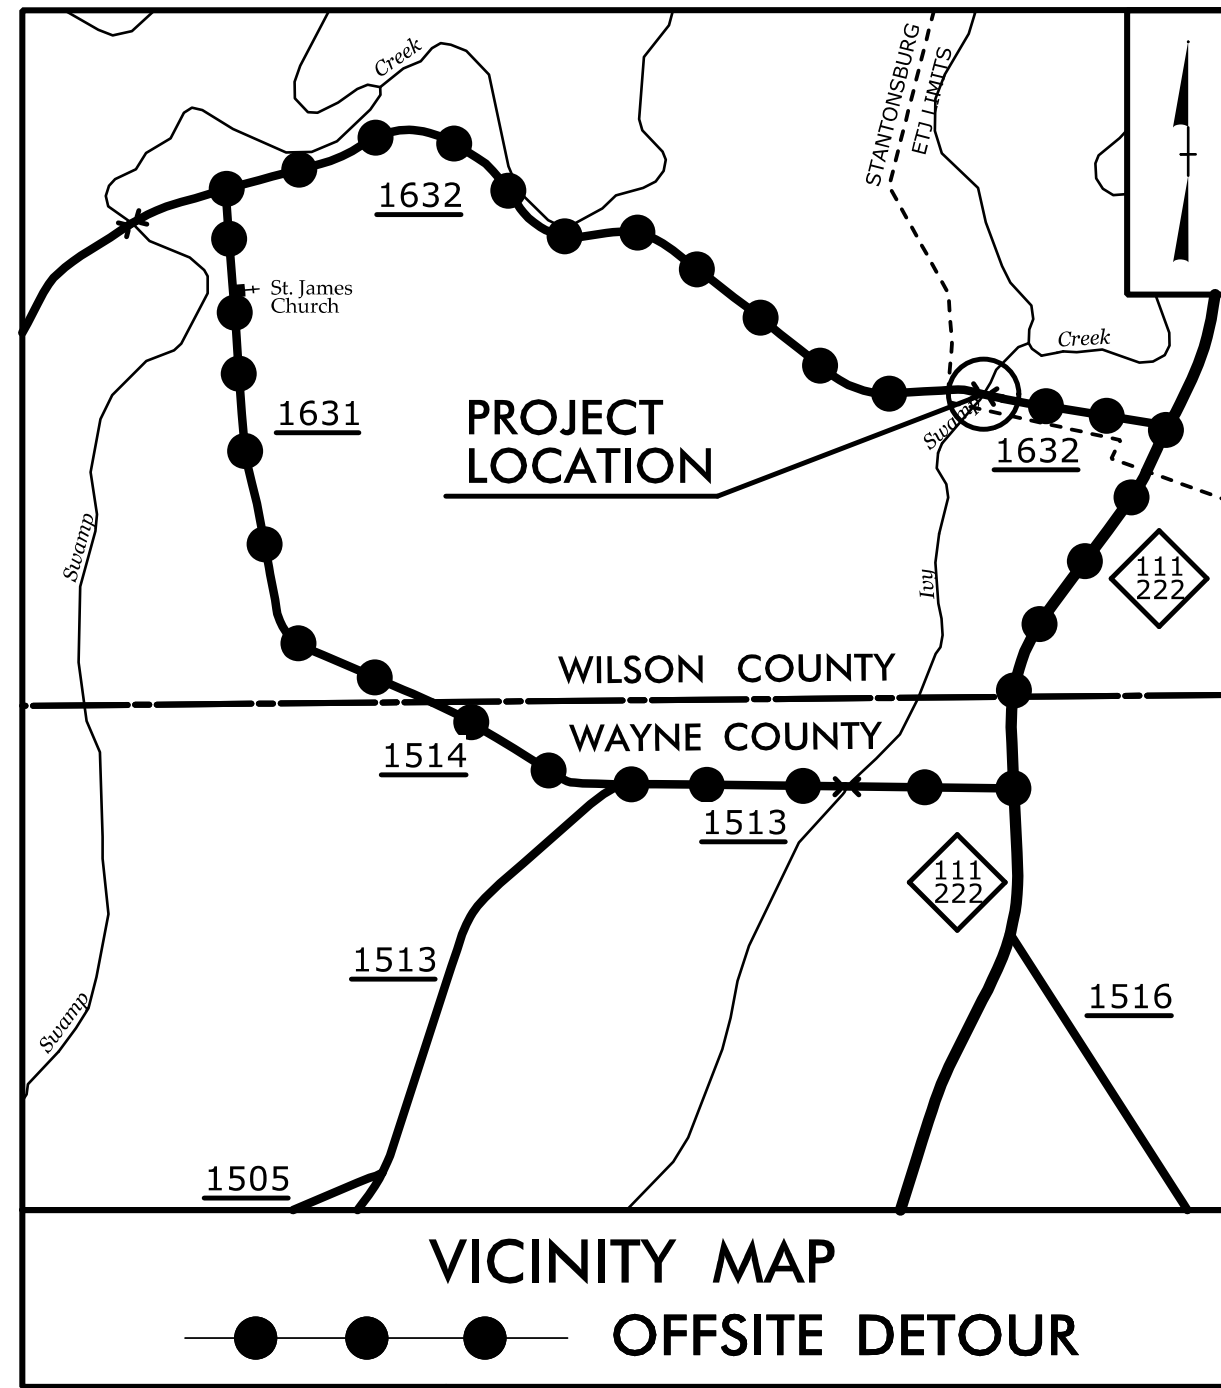 Creek
STANTONSBURG
ETJ LIMITS
1632
St. James
Church
Creek
1631
PROJECT
LOCATION
Swamp
1632
Swamp
Ivy
111
222
WILSON COUNTY
WAYNE COUNTY
1514
1513
111
222
1513
1516
Swamp
1505
VICINITY MAP
OFFSITE DETOUR